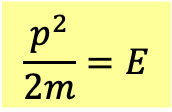 p²/2m = E